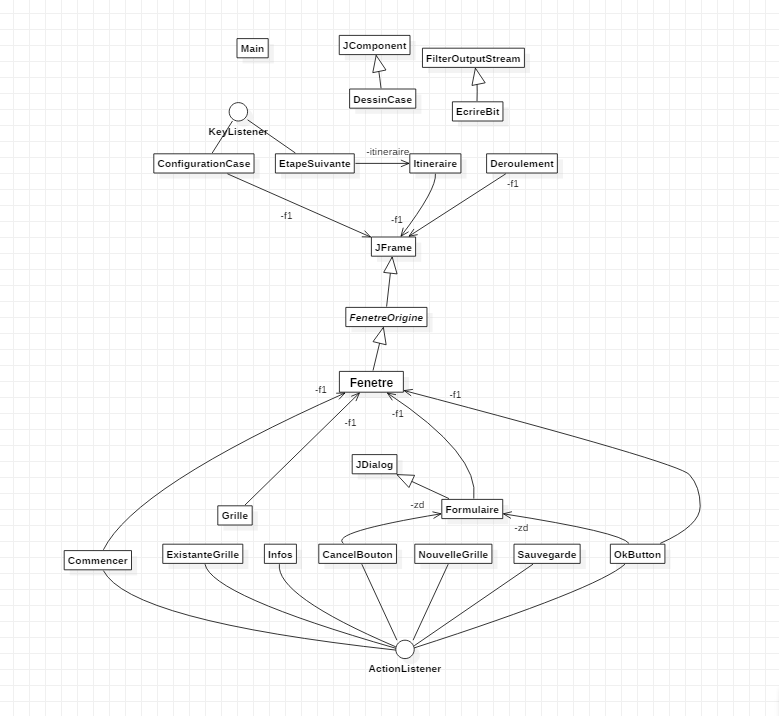 Main
JComponent
FilterOutputStream
DessinCase
EcrireBit
KeyListener
-itineraire
ConfigurationCase
EtapeSuivante
Itineraire
Deroulement
-f1
-f1
-f1
JFrame
FenetreOrigine
Fenetre
-f1
-f1
-f1
-f1
JDialog
-zd
Formulaire
Grille
-zd
Commencer
ExistanteGrille
Infos
CancelBouton
NouvelleGrille
Sauvegarde
OkButton
ActionListener